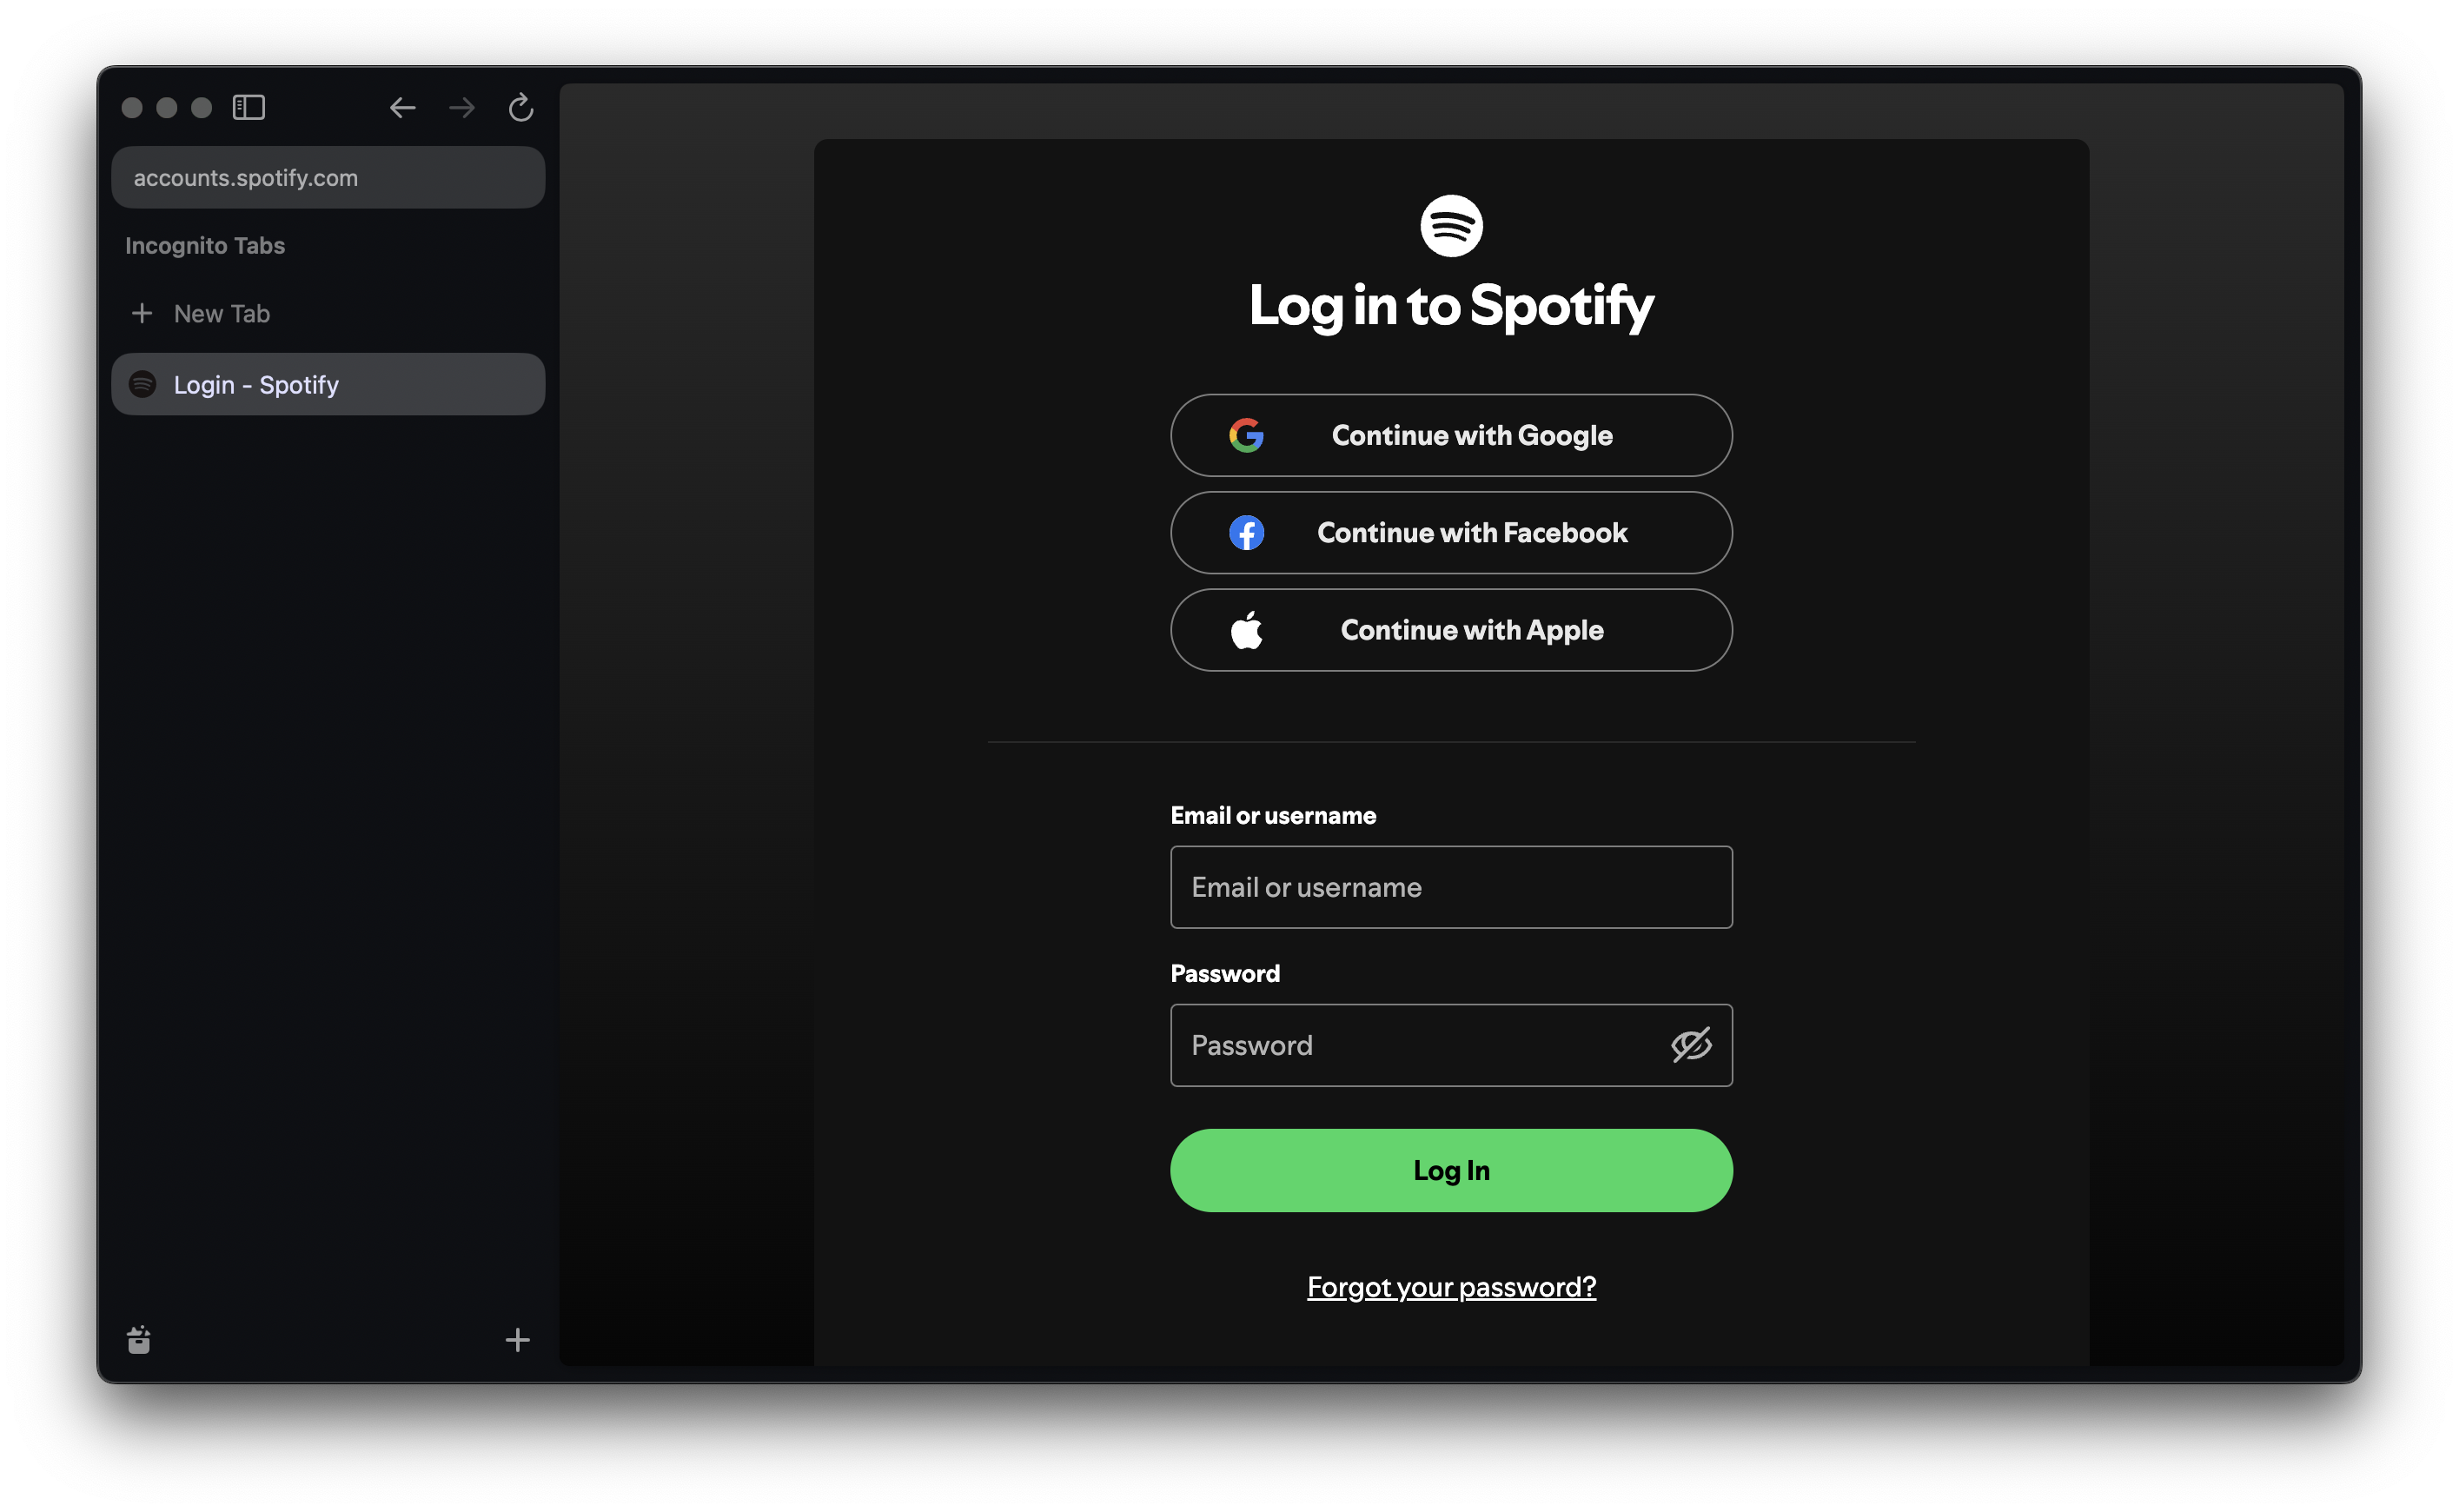 accounts.spotify.com
Incognito Tabs
New Tab
Login - Spotify
Log in to Spotify
Continue with Google
Continue with Facebook
Continue with Apple
Email or username
Email or username
Password
Password
Log In
Forgot your password?